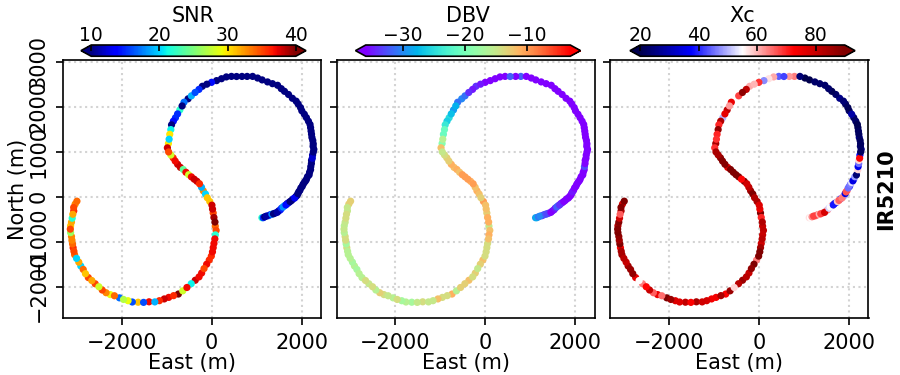 SNR DBV Xc
10 20 30 40 −30 −20 −10 20 40 60 80
3000
2000
1000
0
−1000
−2000
North (m)
IR5210
−2000 0 2000 −2000 0 2000 −2000 0 2000
East (m) East (m) East (m)